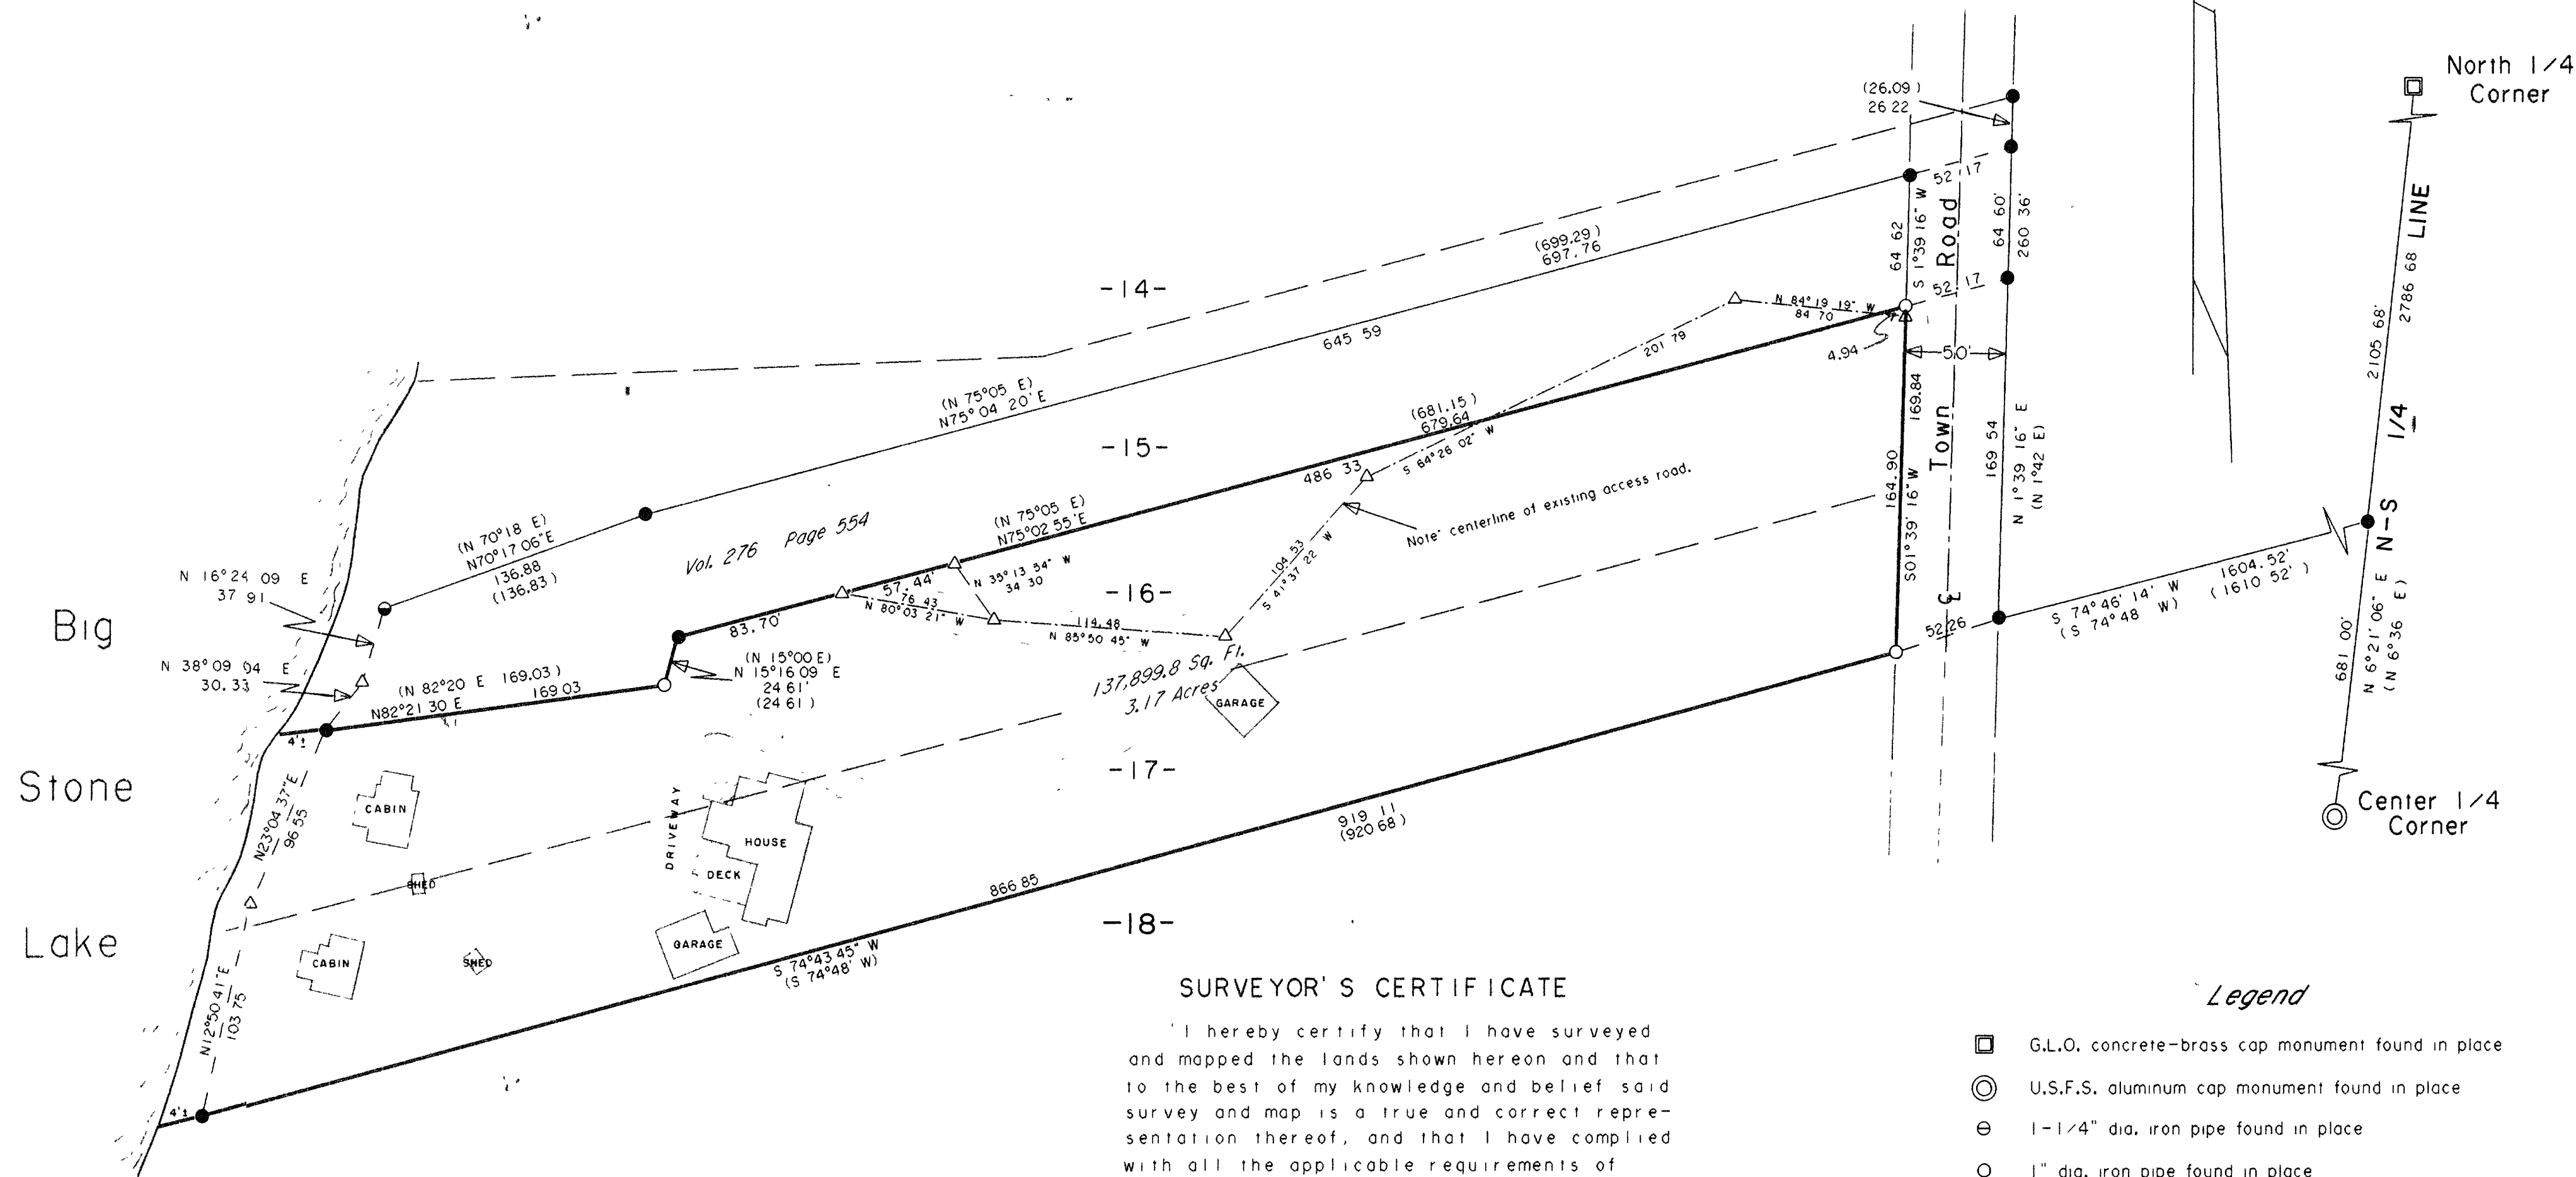 North 1/4
Corner
(26.09)
26 22
52 17
64 62
S 1°39 16" W
Road
64 60'
260 36'
2786 68 LINE
2105 68'
(699.29)
697.76
-14-
645 59
52 17
N 84°19 19" W
84 70
4.94
50'
201 79
(N 75°05 E)
N75°04 20' E
(681.15)
679.64
S 64°26 02" W
486 33
-15-
169.84
164.90
S01°39' 16" W
Town
℄
169 54
N 1°39 16" E
(N 1°42 E)
1/4
N-S
Note' centerline of existing access road.
(N 75°05 E)
N75°02 55'E
Vol. 276 Page 554
(N 70°18 E)
N70°17 06"E
136.88
(136.83)
N 16°24 09 E
37 91
104.53
S 41°37 22 W
N 35°13 54" W
34 30
57.44'
76 43
N 80°03 21" W
-16-
114.48
N 85°50 45" W
83.70'
S 74°46' 14' W
(S 74°48 W)
1604.52'
(1610 52')
52.26
681 00'
N 6°21' 06" E
(N 6°36 E)
Big
N 38°09 04 E
30.33
(N 82°20 E 169.03)
169 03
N82°21 30 E
(N 15°00 E)
N 15°16 09 E
24 61'
(24 61)
137,899.8 Sq. Ft.
3.17 Acres
GARAGE
4'±
-17-
Stone
N23°04 37"E
96 55
CABIN
DRIVEWAY
HOUSE
DECK
SHED
919 11
(920 68)
866 85
Center 1/4
Corner
Lake
CABIN
SHED
GARAGE
-18-
S 74°43 45" W
(S 74°48' W)
N12°50 41"E
103 75
4'±
SURVEYOR'S CERTIFICATE
'I hereby certify that I have surveyed
and mapped the lands shown hereon and that
to the best of my knowledge and belief said
survey and map is a true and correct repre-
sentation thereof, and that I have complied
with all the applicable requirements of
Legend
G.L.O. concrete-brass cap monument found in place
U.S.F.S. aluminum cap monument found in place
1-1/4" dia. iron pipe found in place
1" dia. iron pipe found in place